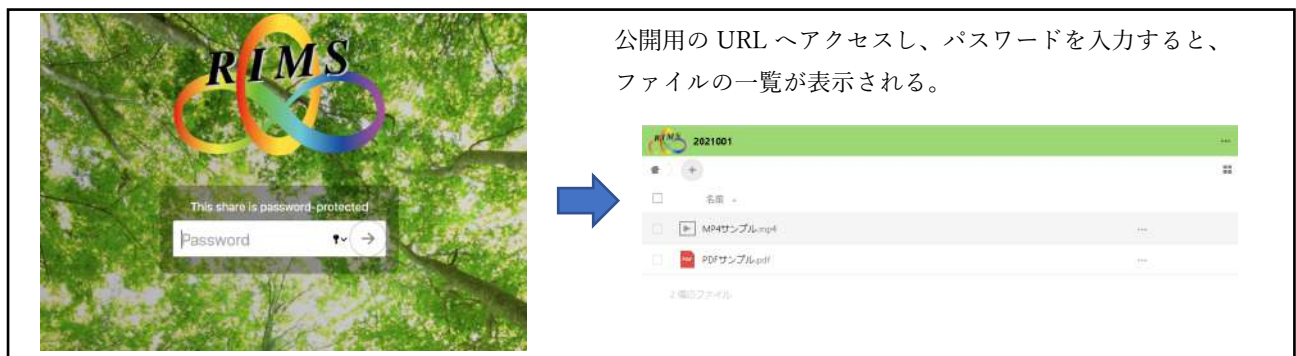 RIMS
This share is password-protected
Password
公開用の URL へアクセスし、パスワードを入力すると、
ファイルの一覧が表示される。
RIMS 2021001
名前
MP4サンプル.mp4
PDF PDFサンプル.pdf
2 個のファイル